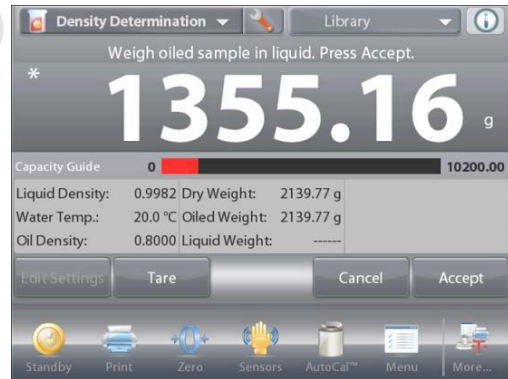 Density Determination Library
Weigh oiled sample in liquid. Press Accept.
* 1355.16 g
Capacity Guide 0 10200.00
Liquid Density: 0.9982 Dry Weight: 2139.77 g
Water Temp.: 20.0 °C Oiled Weight: 2139.77 g
Oil Density: 0.8000 Liquid Weight: ------
Edit Settings Tare Cancel Accept
Standby Print Zero Sensors AutoCal™ Menu More...